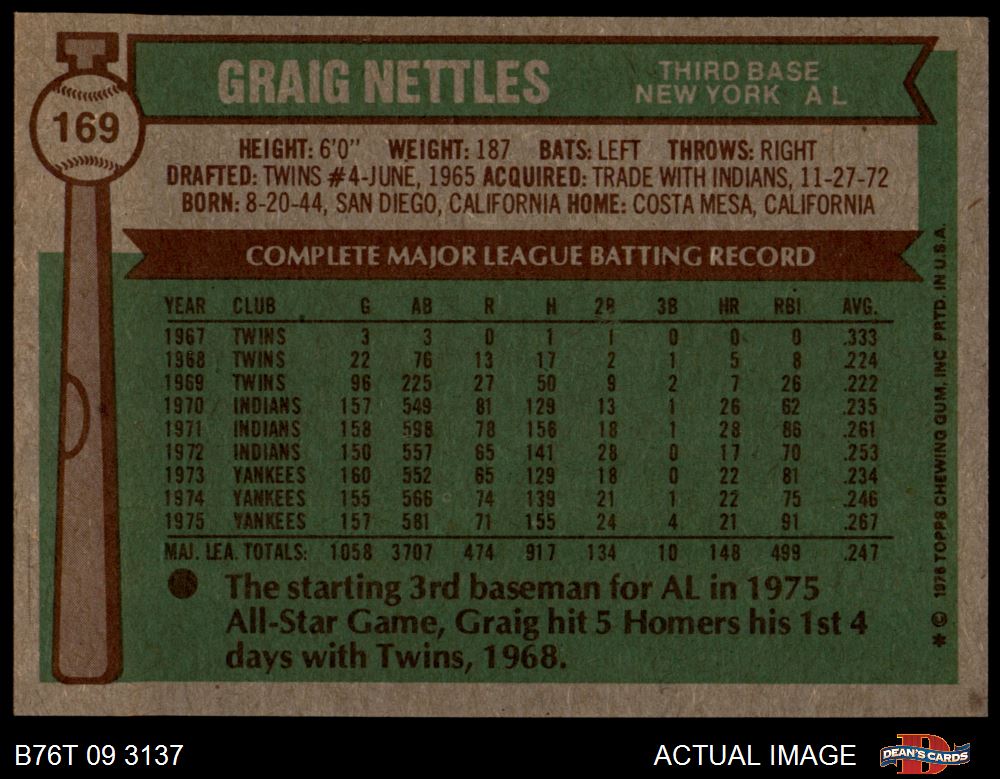 169
GRAIG NETTLES
THIRD BASE
NEW YORK A L
HEIGHT: 6'0" WEIGHT: 187 BATS: LEFT THROWS: RIGHT
DRAFTED: TWINS #4-JUNE, 1965 ACQUIRED: TRADE WITH INDIANS, 11-27-72
BORN: 8-20-44, SAN DIEGO, CALIFORNIA HOME: COSTA MESA, CALIFORNIA
COMPLETE MAJOR LEAGUE BATTING RECORD
YEAR CLUB G AB R H 2B 3B HR RBI AVG.
1967 TWINS 3 3 0 1 1 0 0 0 .333
1968 TWINS 22 76 13 17 2 1 5 8 .224
1969 TWINS 96 225 27 50 9 2 7 26 .222
1970 INDIANS 157 549 81 129 13 1 26 62 .235
1971 INDIANS 158 598 78 156 18 1 28 86 .261
1972 INDIANS 150 557 65 141 28 0 17 70 .253
1973 YANKEES 160 552 65 129 18 0 22 81 .234
1974 YANKEES 155 566 74 139 21 1 22 75 .246
1975 YANKEES 157 581 71 155 24 4 21 91 .267
MAJ. LEA. TOTALS: 1058 3707 474 917 134 10 148 499 .247
● The starting 3rd baseman for AL in 1975
All-Star Game, Graig hit 5 Homers his 1st 4
days with Twins, 1968.
* © 1976 TOPPS CHEWING GUM, INC PRTD. IN U.S.A.
B76T 09 3137
ACTUAL IMAGE
DEAN'S CARDS